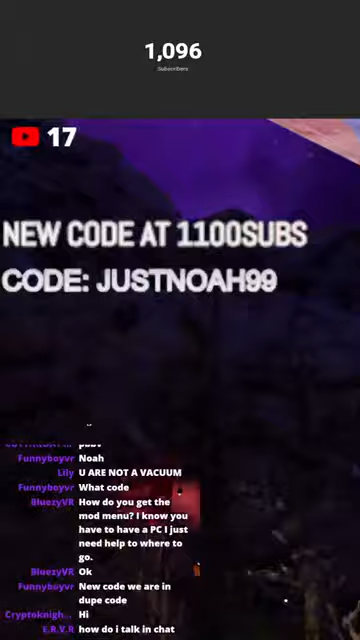 1,096
Subscribers
17
NEW CODE AT 1100SUBS
CODE: JUSTNOAH99
Funnyboyvr Noah
Lily U ARE NOT A VACUUM
Funnyboyvr What code
BluezyVR How do you get the
mod menu? I know you
have to have a PC I just
need help to where to
go.
BluezyVR Ok
Funnyboyvr New code we are in
dupe code
Cryptoknigh... Hi
E.R.V.R how do i talk in chat